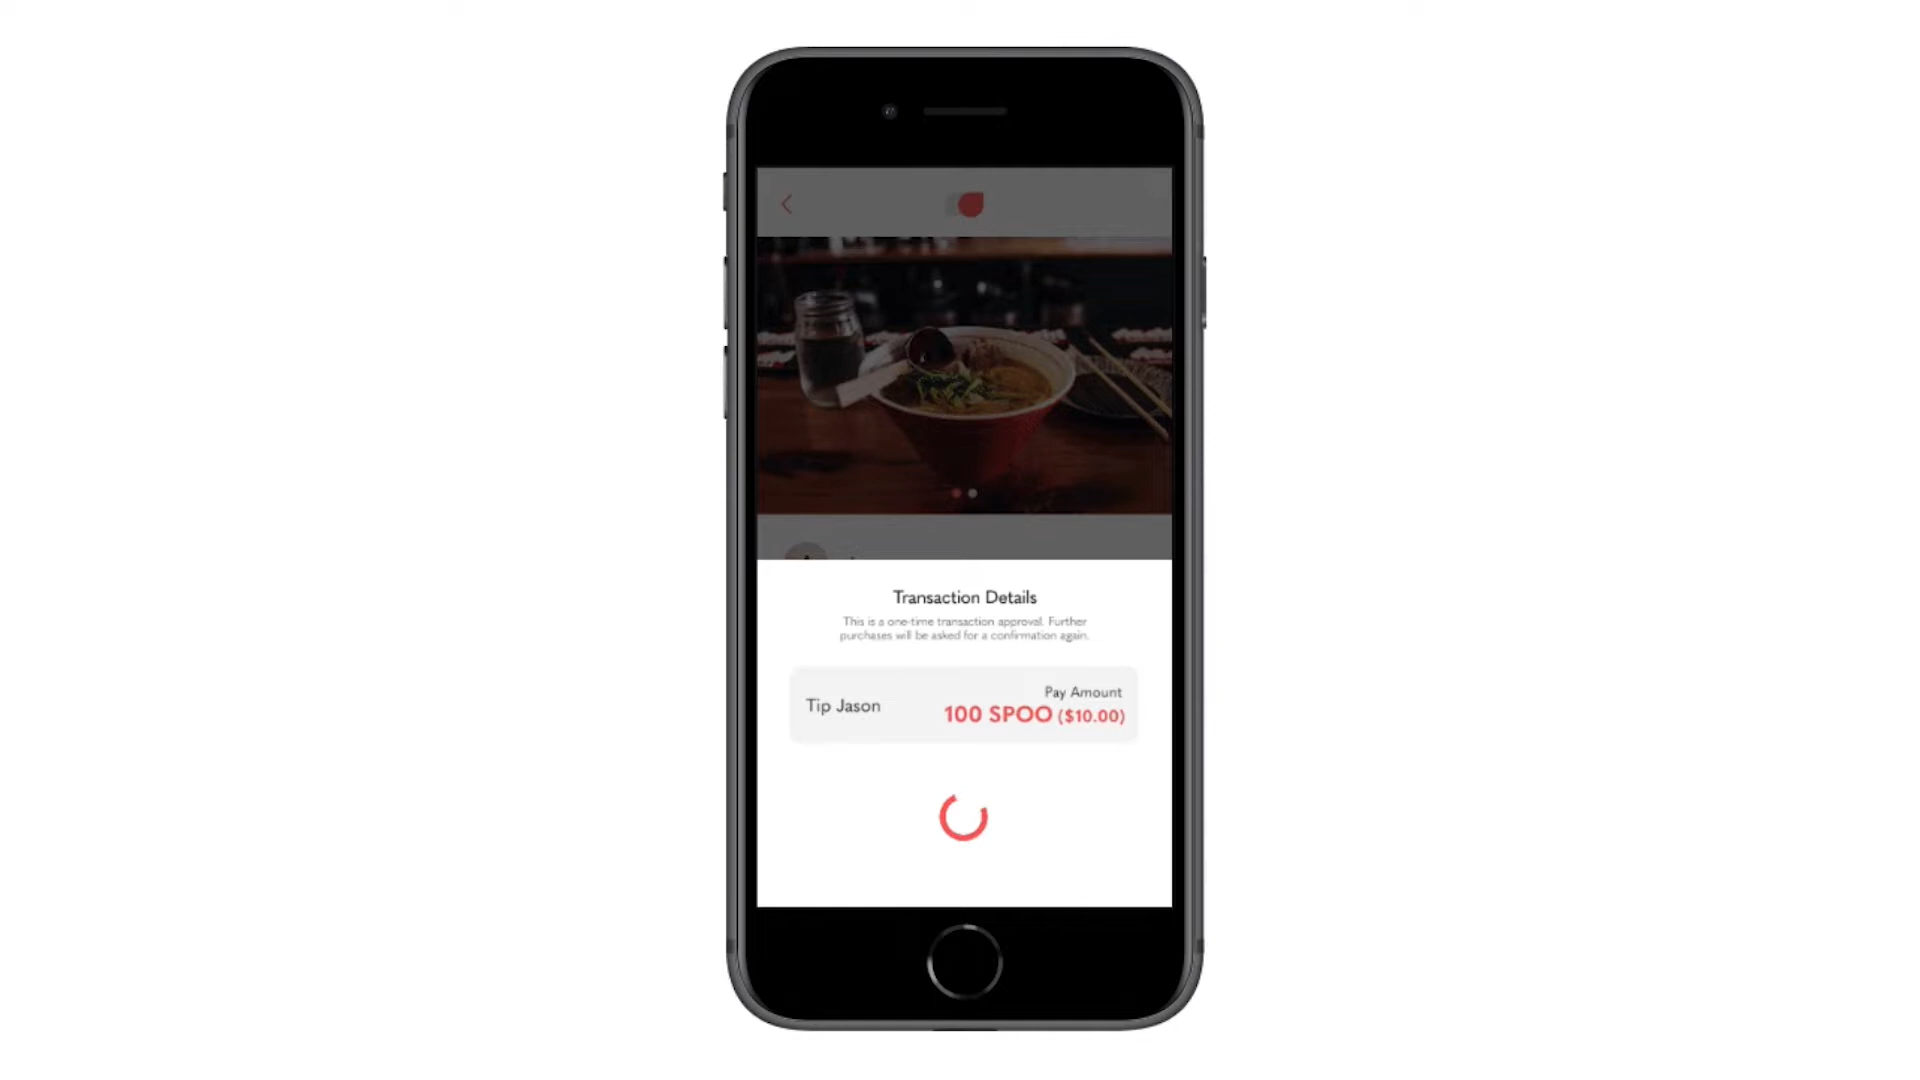 Transaction Details
This is a one-time transaction approval. Further
purchases will be asked for a confirmation again.
Tip Jason
Pay Amount
100 SPOO ($10.00)